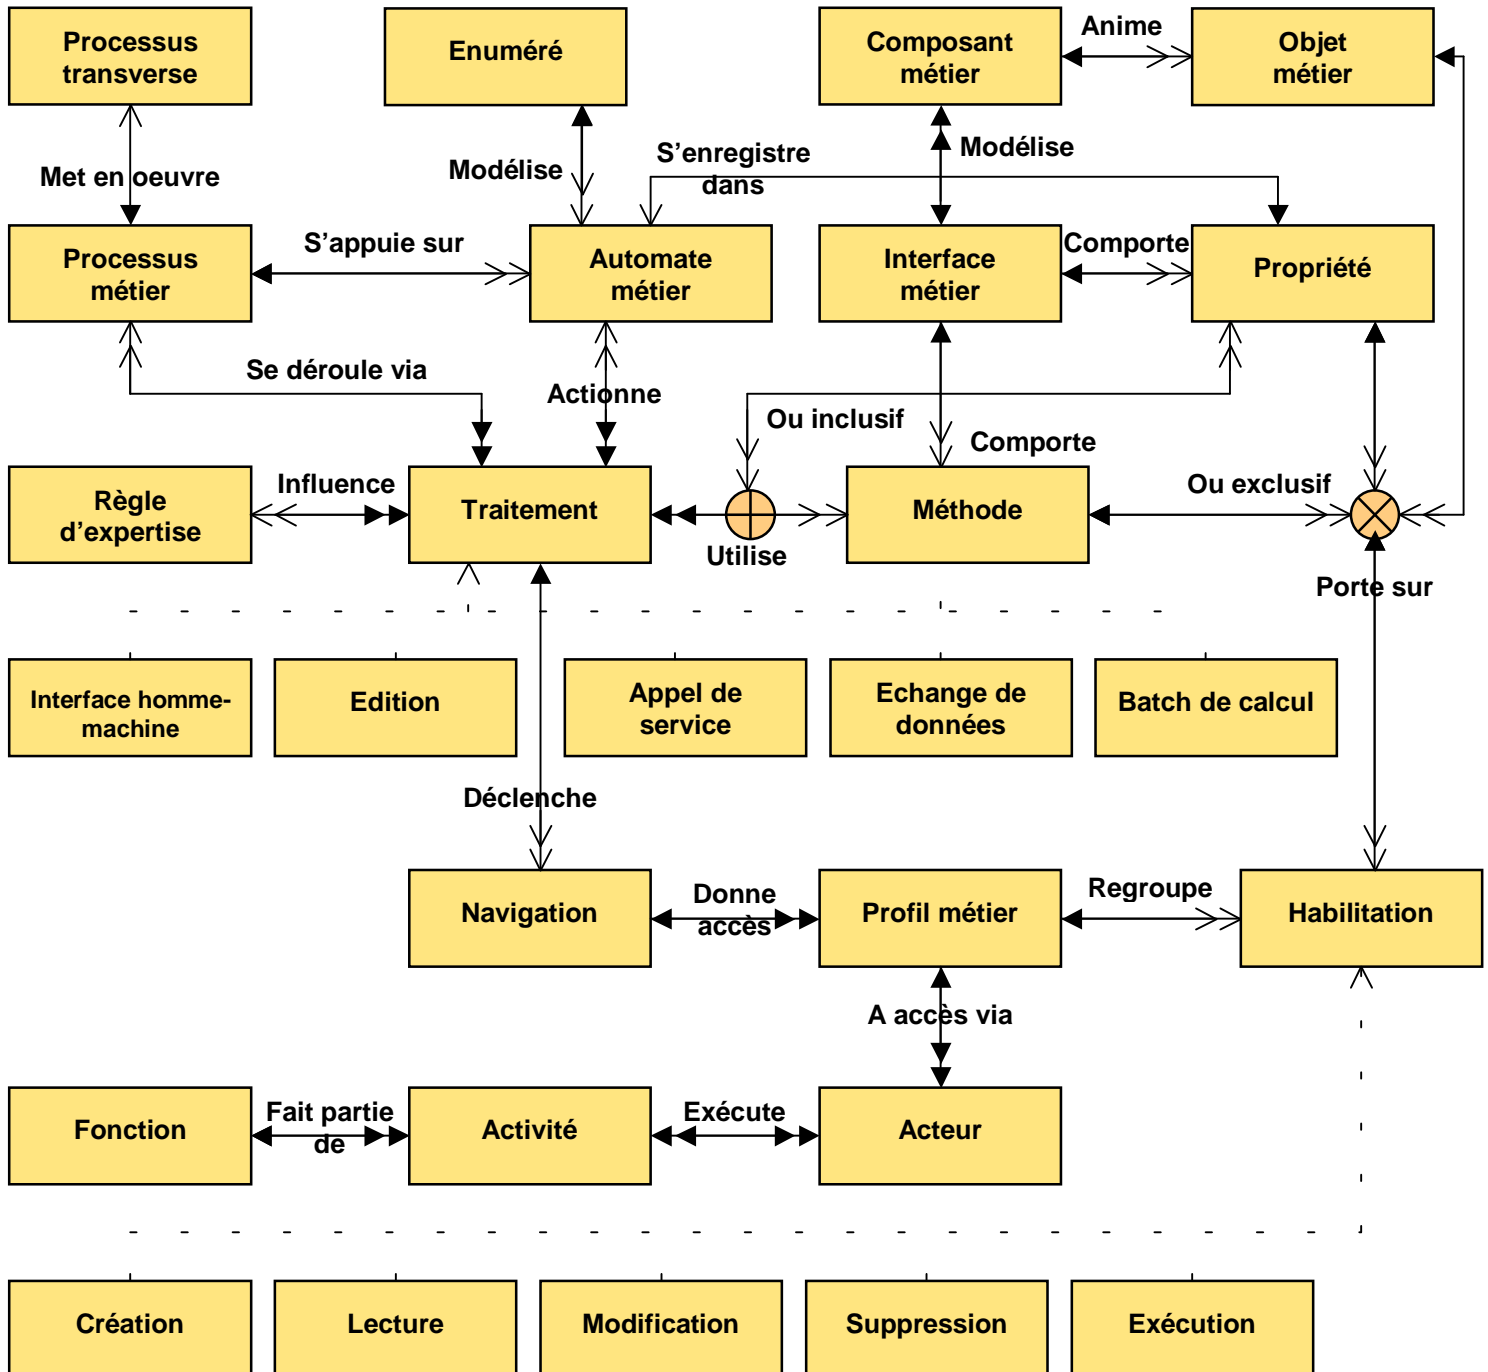 Processus
transverse
Enuméré
Composant
métier
Anime
Objet
métier
Met en oeuvre
Modélise
S'enregistre
dans
Modélise
Processus
métier
S'appuie sur
Automate
métier
Interface
métier
Comporte
Propriété
Se déroule via
Actionne
Ou inclusif
Comporte
Règle
d'expertise
Influence
Traitement
Utilise
Méthode
Ou exclusif
Porte sur
Interface homme-
machine
Edition
Appel de
service
Echange de
données
Batch de calcul
Déclenche
Navigation
Donne
accès
Profil métier
Regroupe
Habilitation
A accès via
Fonction
Fait partie
de
Activité
Exécute
Acteur
Création
Lecture
Modification
Suppression
Exécution